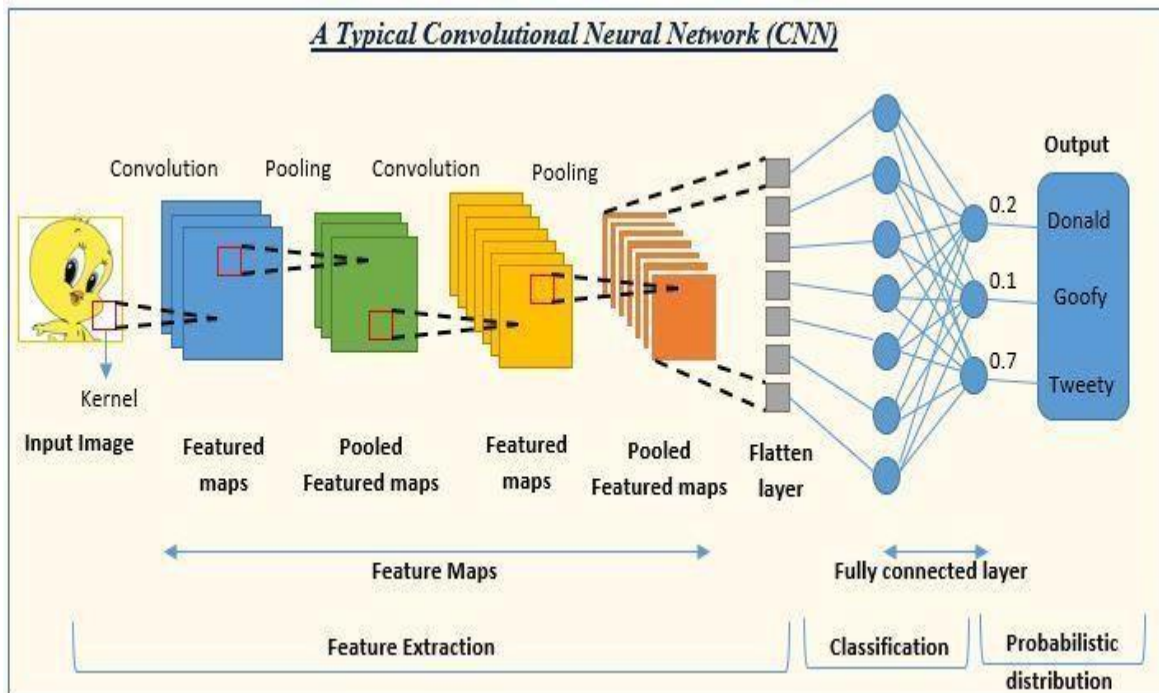 A Typical Convolutional Neural Network (CNN)
Convolution
Pooling
Convolution
Pooling
Output
0.2
Donald
0.1
Goofy
0.7
Tweety
Kernel
Input Image
Featured
maps
Pooled
Featured maps
Featured
maps
Pooled
Featured maps
Flatten
layer
Feature Maps
Fully connected layer
Feature Extraction
Classification
Probabilistic
distribution